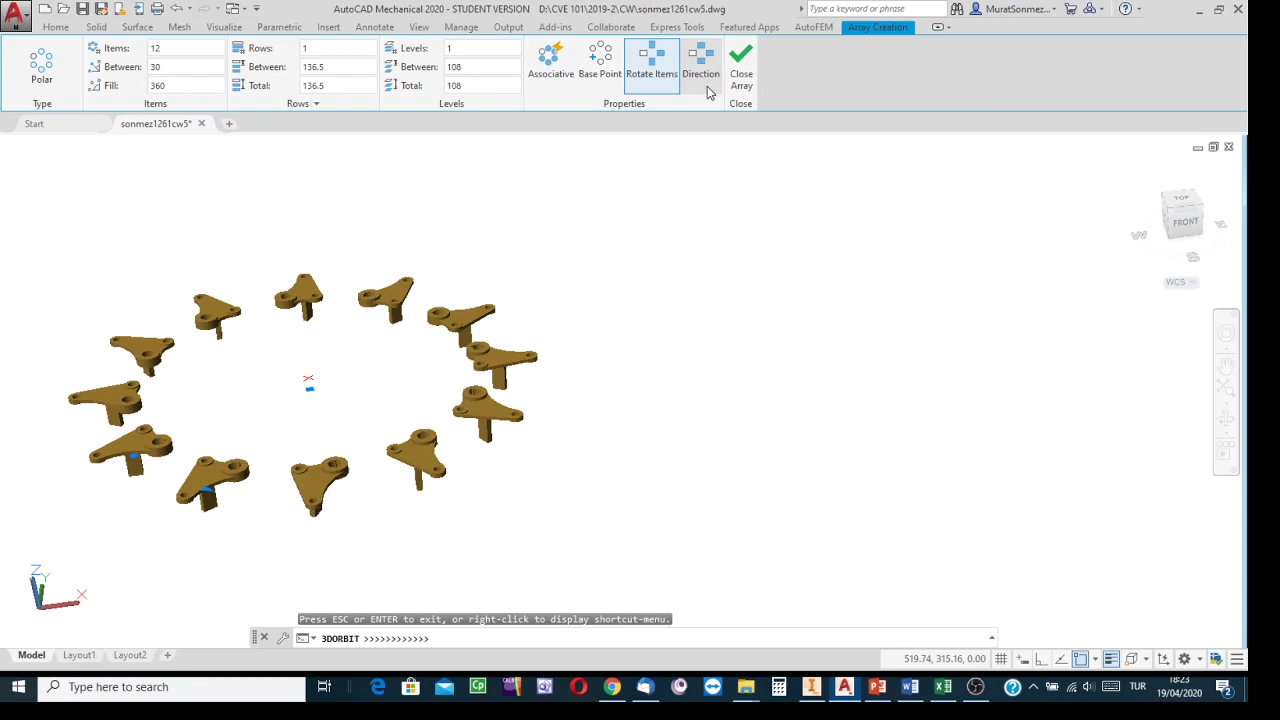 AutoCAD Mechanical 2020 - STUDENT VERSION D:\CVE 101\2019-2\CW\sonmez1261cw5.dwg
Type a keyword or phrase
MuratSonmez...
Home Solid Surface Mesh Visualize Parametric Insert Annotate View Manage Output Add-ins Collaborate Express Tools Featured Apps AutoFEM Array Creation
Items: 12 Rows: 1 Levels: 1
Between: 30 Between: 136.5 Between: 108
Fill: 360 Total: 136.5 Total: 108
Polar
Associative Base Point Rotate Items Direction Close Array
Type Items Rows Levels Properties Close
Start sonmez1261cw5*
TOP
FRONT
W
S
WCS
Z
Y
X
Press ESC or ENTER to exit, or right-click to display shortcut-menu.
3DORBIT >>>>>>>>>>>>
Model Layout1 Layout2
519.74, 315.16, 0.00
Type here to search
TUR
18:23
19/04/2020
2